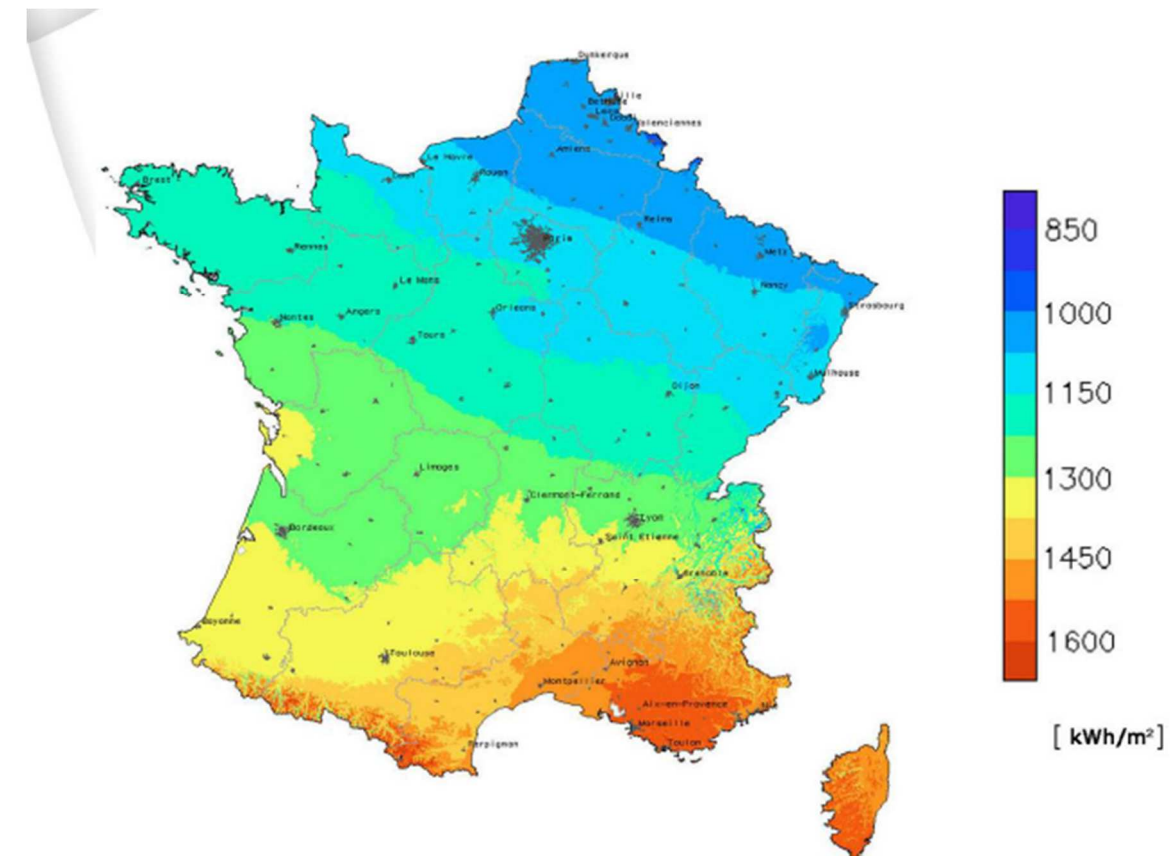 Dunkerque
Lens
Valenciennes
Amiens
Le Havre
Rouen
Brest
Reims
Metz
Rennes
Nancy
Le Mans
Strasbourg
Orleans
Angers
Nantes
Tours
Mulhouse
Dijon
Limoges
Clermont-Ferrand
Lyon
Bordeaux
Saint Etienne
Grenoble
Bayonne
Toulouse
Avignon
Montpellier
Aix-en-Provence
Marseille
Toulon
Perpignan
850
1000
1150
1300
1450
1600
[ kWh/m²]